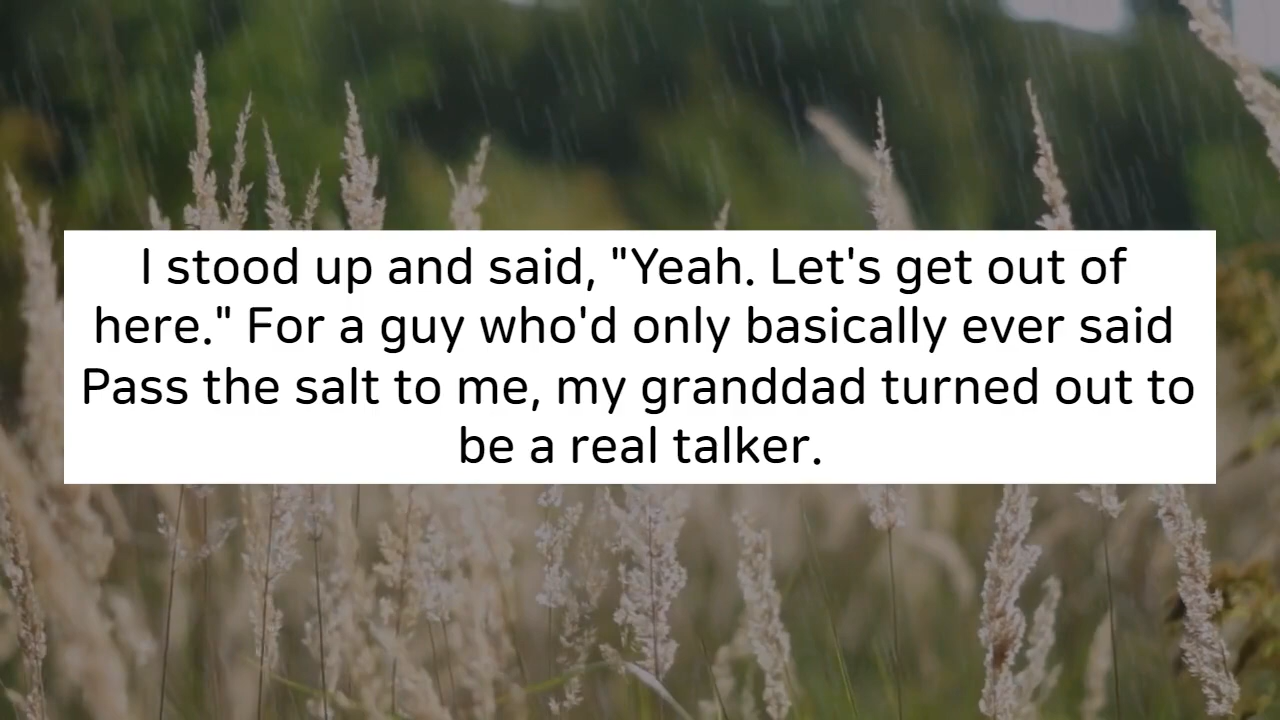 I stood up and said, "Yeah. Let's get out of
here." For a guy who'd only basically ever said
Pass the salt to me, my granddad turned out to
be a real talker.